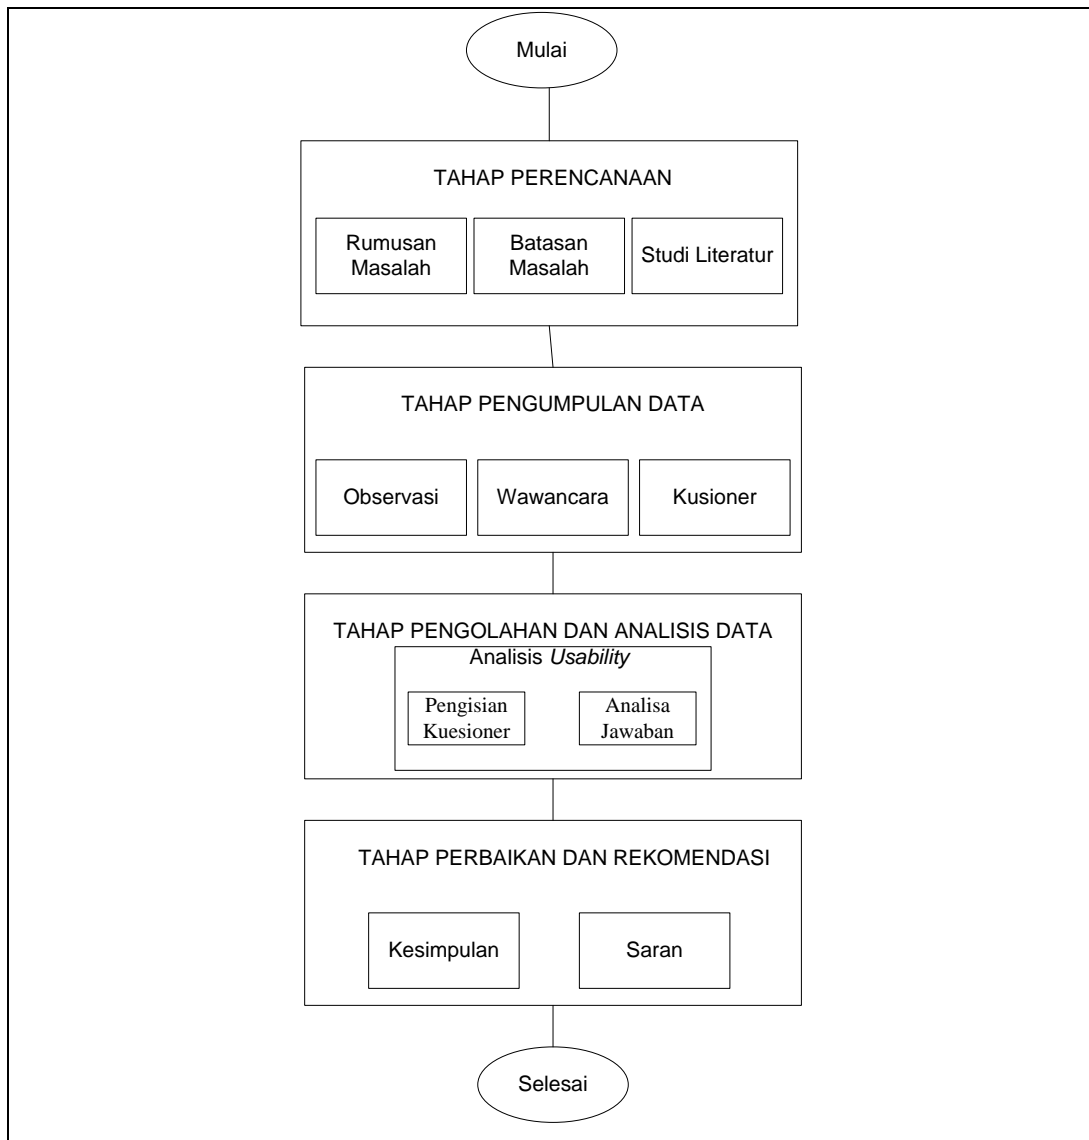 Mulai
TAHAP PERENCANAAN
Rumusan
Masalah
Batasan
Masalah
Studi Literatur
TAHAP PENGUMPULAN DATA
Observasi
Wawancara
Kusioner
TAHAP PENGOLAHAN DAN ANALISIS DATA
Analisis Usability
Pengisian
Kuesioner
Analisa
Jawaban
TAHAP PERBAIKAN DAN REKOMENDASI
Kesimpulan
Saran
Selesai